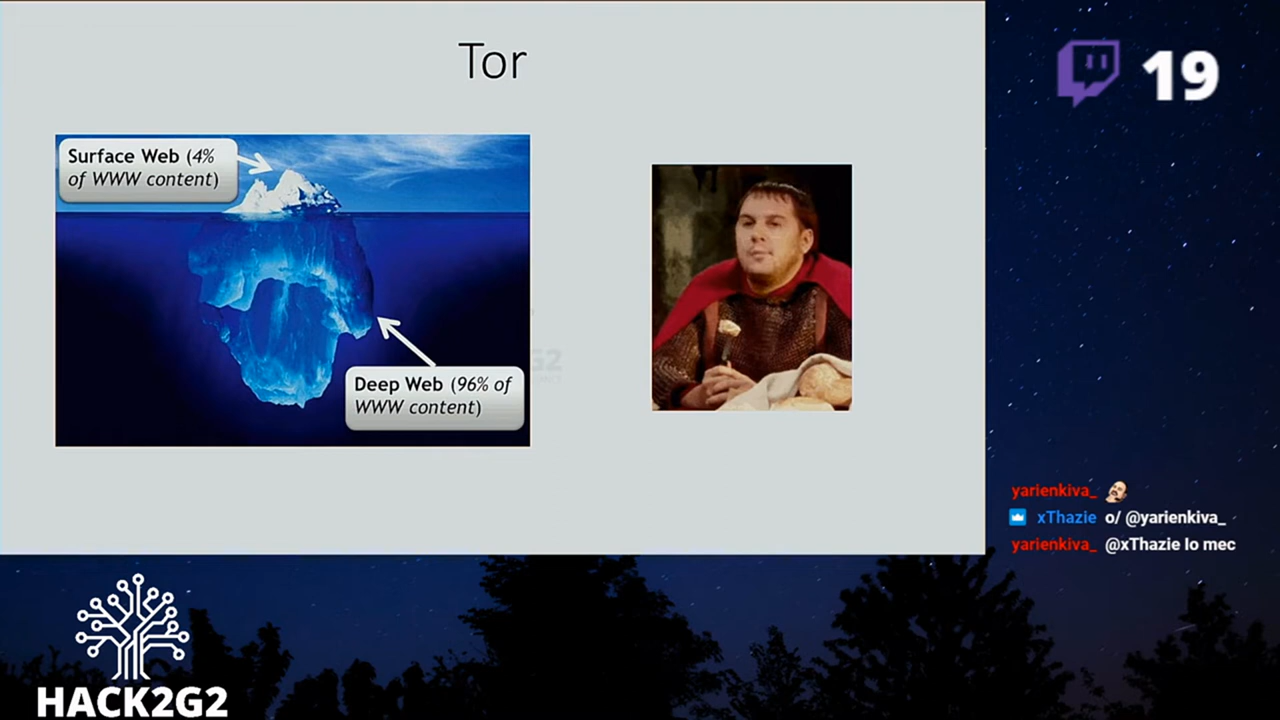 Tor
Surface Web (4%
of WWW content)
Deep Web (96% of
WWW content)
19
yarienkiva_
xThazie o/ @yarienkiva_
yarienkiva_ @xThazie lo mec
HACK2G2